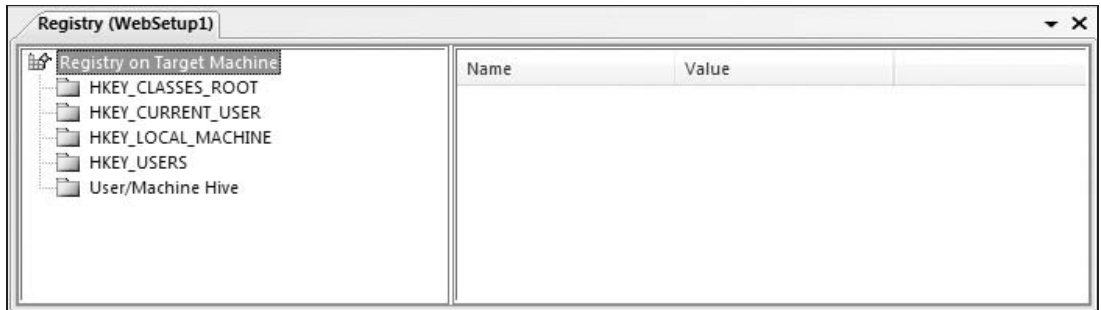 Registry (WebSetup1)
Registry on Target Machine
HKEY_CLASSES_ROOT
HKEY_CURRENT_USER
HKEY_LOCAL_MACHINE
HKEY_USERS
User/Machine Hive
Name Value